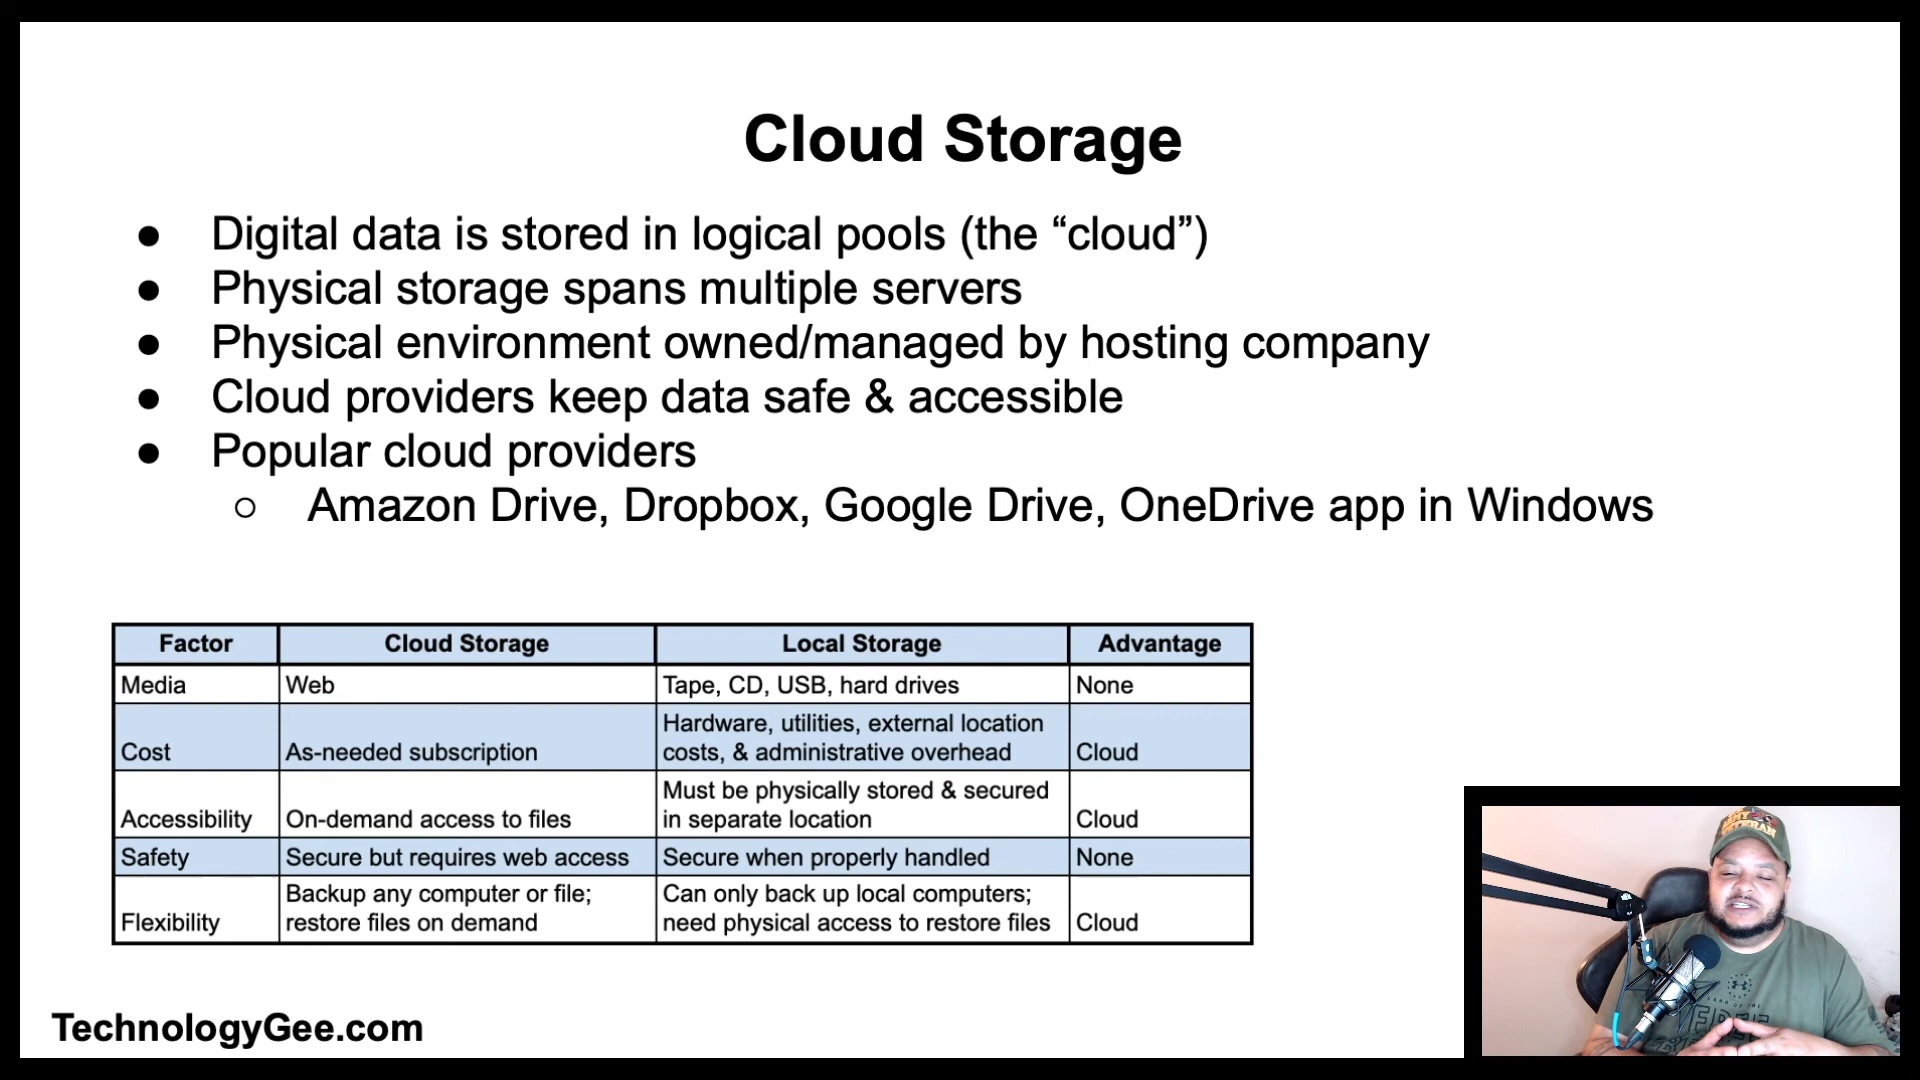 Cloud Storage
● Digital data is stored in logical pools (the “cloud”)
● Physical storage spans multiple servers
● Physical environment owned/managed by hosting company
● Cloud providers keep data safe & accessible
● Popular cloud providers
○ Amazon Drive, Dropbox, Google Drive, OneDrive app in Windows
Factor Cloud Storage Local Storage Advantage
Media Web Tape, CD, USB, hard drives None
Cost As-needed subscription Hardware, utilities, external location costs, & administrative overhead Cloud
Accessibility On-demand access to files Must be physically stored & secured in separate location Cloud
Safety Secure but requires web access Secure when properly handled None
Flexibility Backup any computer or file; restore files on demand Can only back up local computers; need physical access to restore files Cloud
TechnologyGee.com
ARMY
VETERAN
LAND OF THE